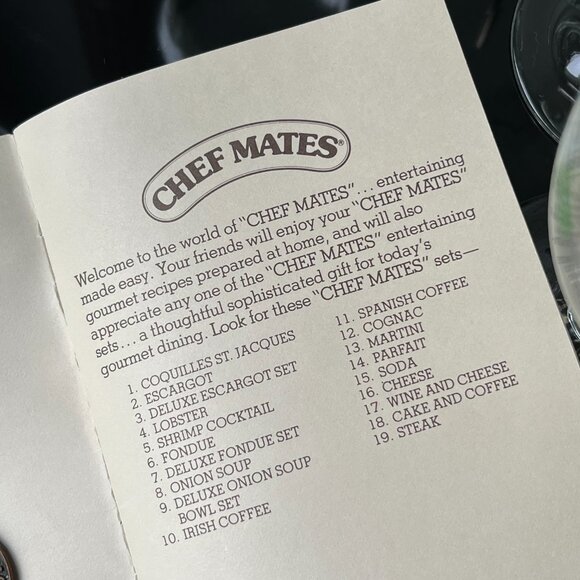 CHEF MATES®
Welcome to the world of "CHEF MATES"... entertaining
made easy. Your friends will enjoy your "CHEF MATES"
gourmet recipes prepared at home, and will also
appreciate any one of the "CHEF MATES" entertaining
sets... a thoughtful sophisticated gift for today's
gourmet dining. Look for these "CHEF MATES" sets—
1. COQUILLES ST. JACQUES
2. ESCARGOT
3. DELUXE ESCARGOT SET
4. LOBSTER
5. SHRIMP COCKTAIL
6. FONDUE
7. DELUXE FONDUE SET
8. ONION SOUP
9. DELUXE ONION SOUP
BOWL SET
10. IRISH COFFEE
11. SPANISH COFFEE
12. COGNAC
13. MARTINI
14. PARFAIT
15. SODA
16. CHEESE
17. WINE AND CHEESE
18. CAKE AND COFFEE
19. STEAK